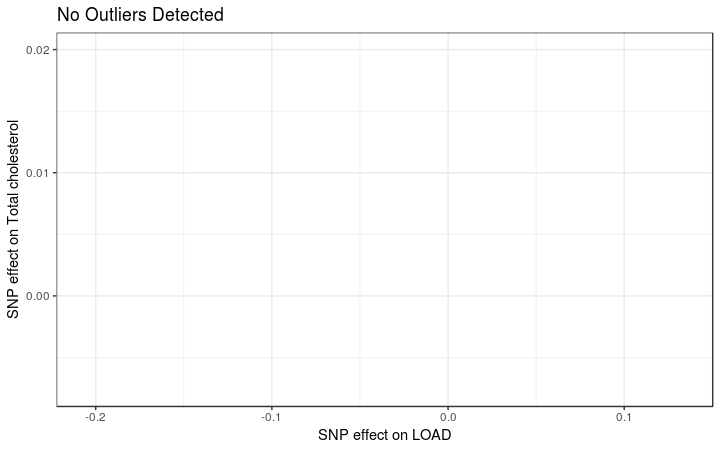 No Outliers Detected
SNP effect on Total cholesterol
0.02
0.01
0.00
-0.2 -0.1 0.0 0.1
SNP effect on LOAD